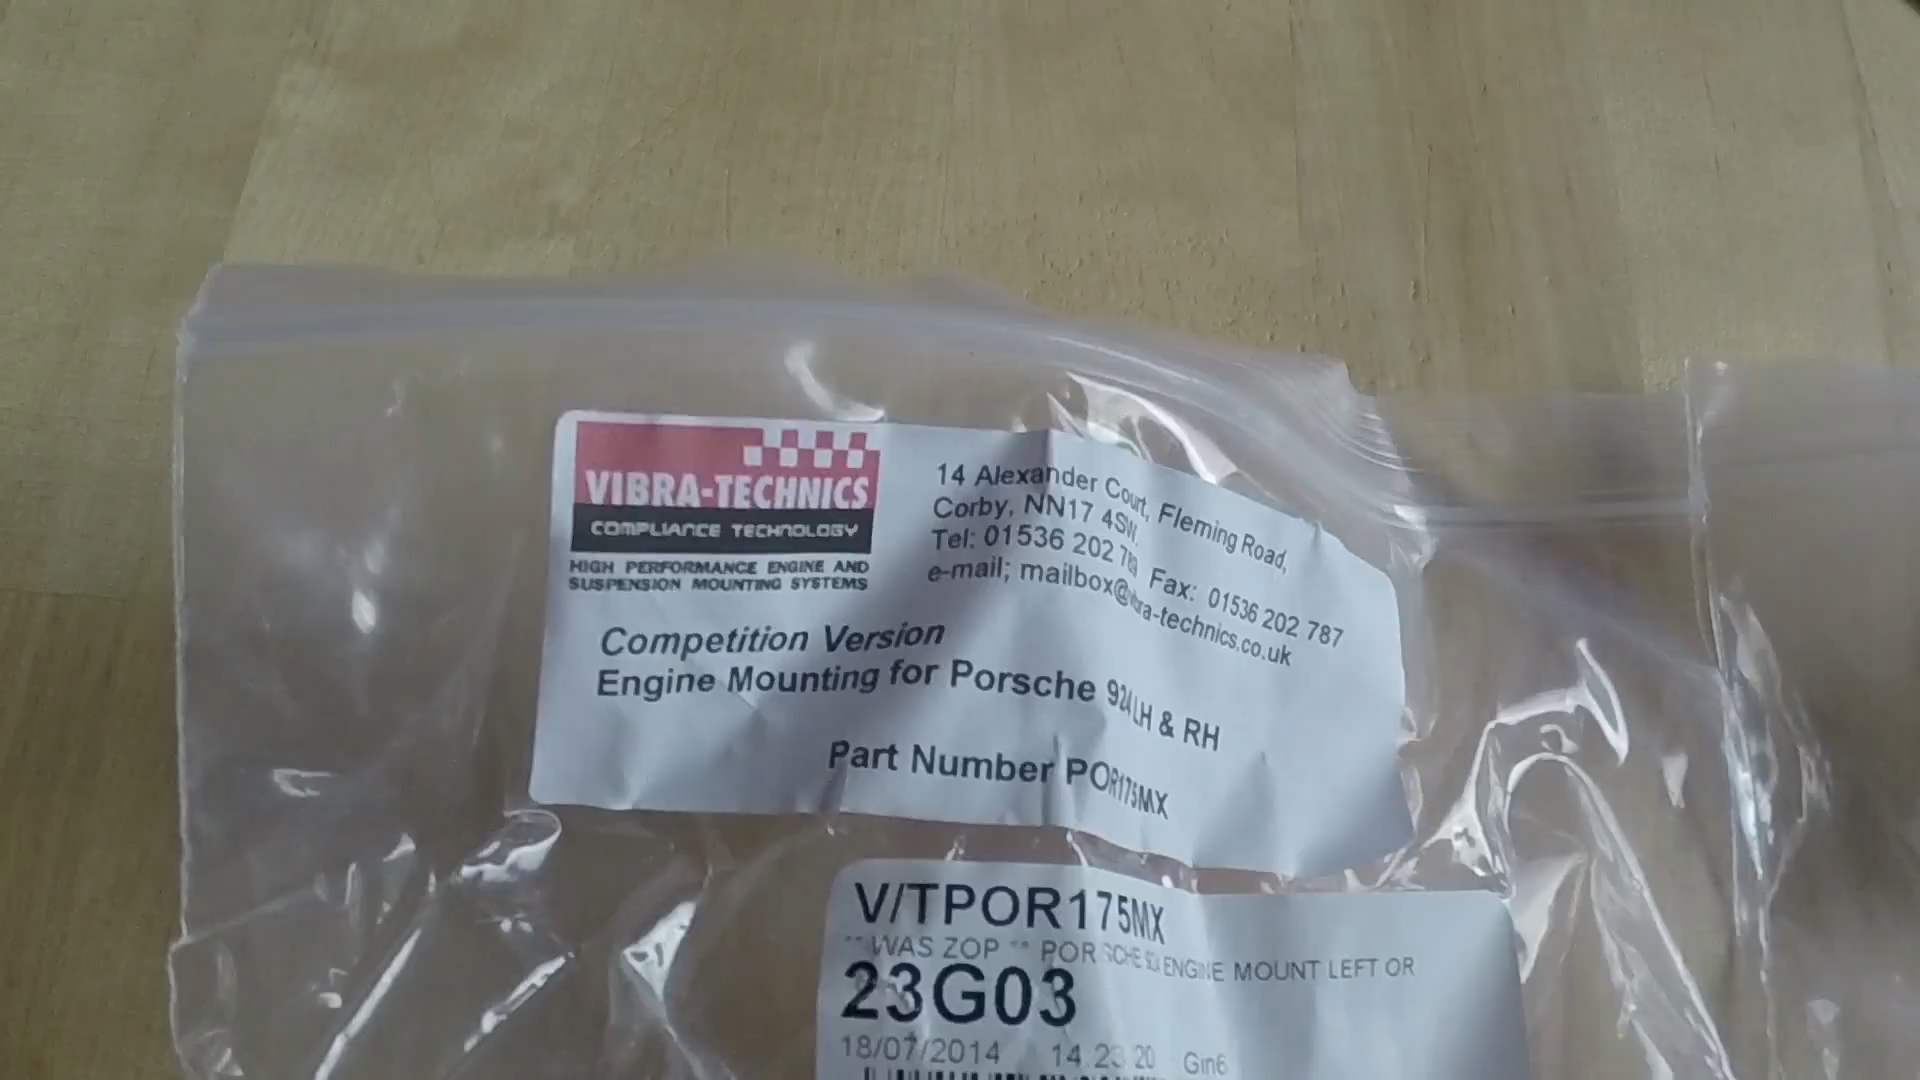 VIBRA-TECHNICS
COMPLIANCE TECHNOLOGY
HIGH PERFORMANCE ENGINE AND
SUSPENSION MOUNTING SYSTEMS
14 Alexander Court, Fleming Road,
Corby, NN17 4SW.
Tel: 01536 202 789 Fax: 01536 202 787
e-mail; mailbox@vibra-technics.co.uk
Competition Version
Engine Mounting for Porsche 924 LH & RH
Part Number POR175MX
V/TPOR175MX
** WAS ZOP ** PORSCHE 924 ENGINE MOUNT LEFT OR
23G03
18/07/2014 14:23:20 Gin6